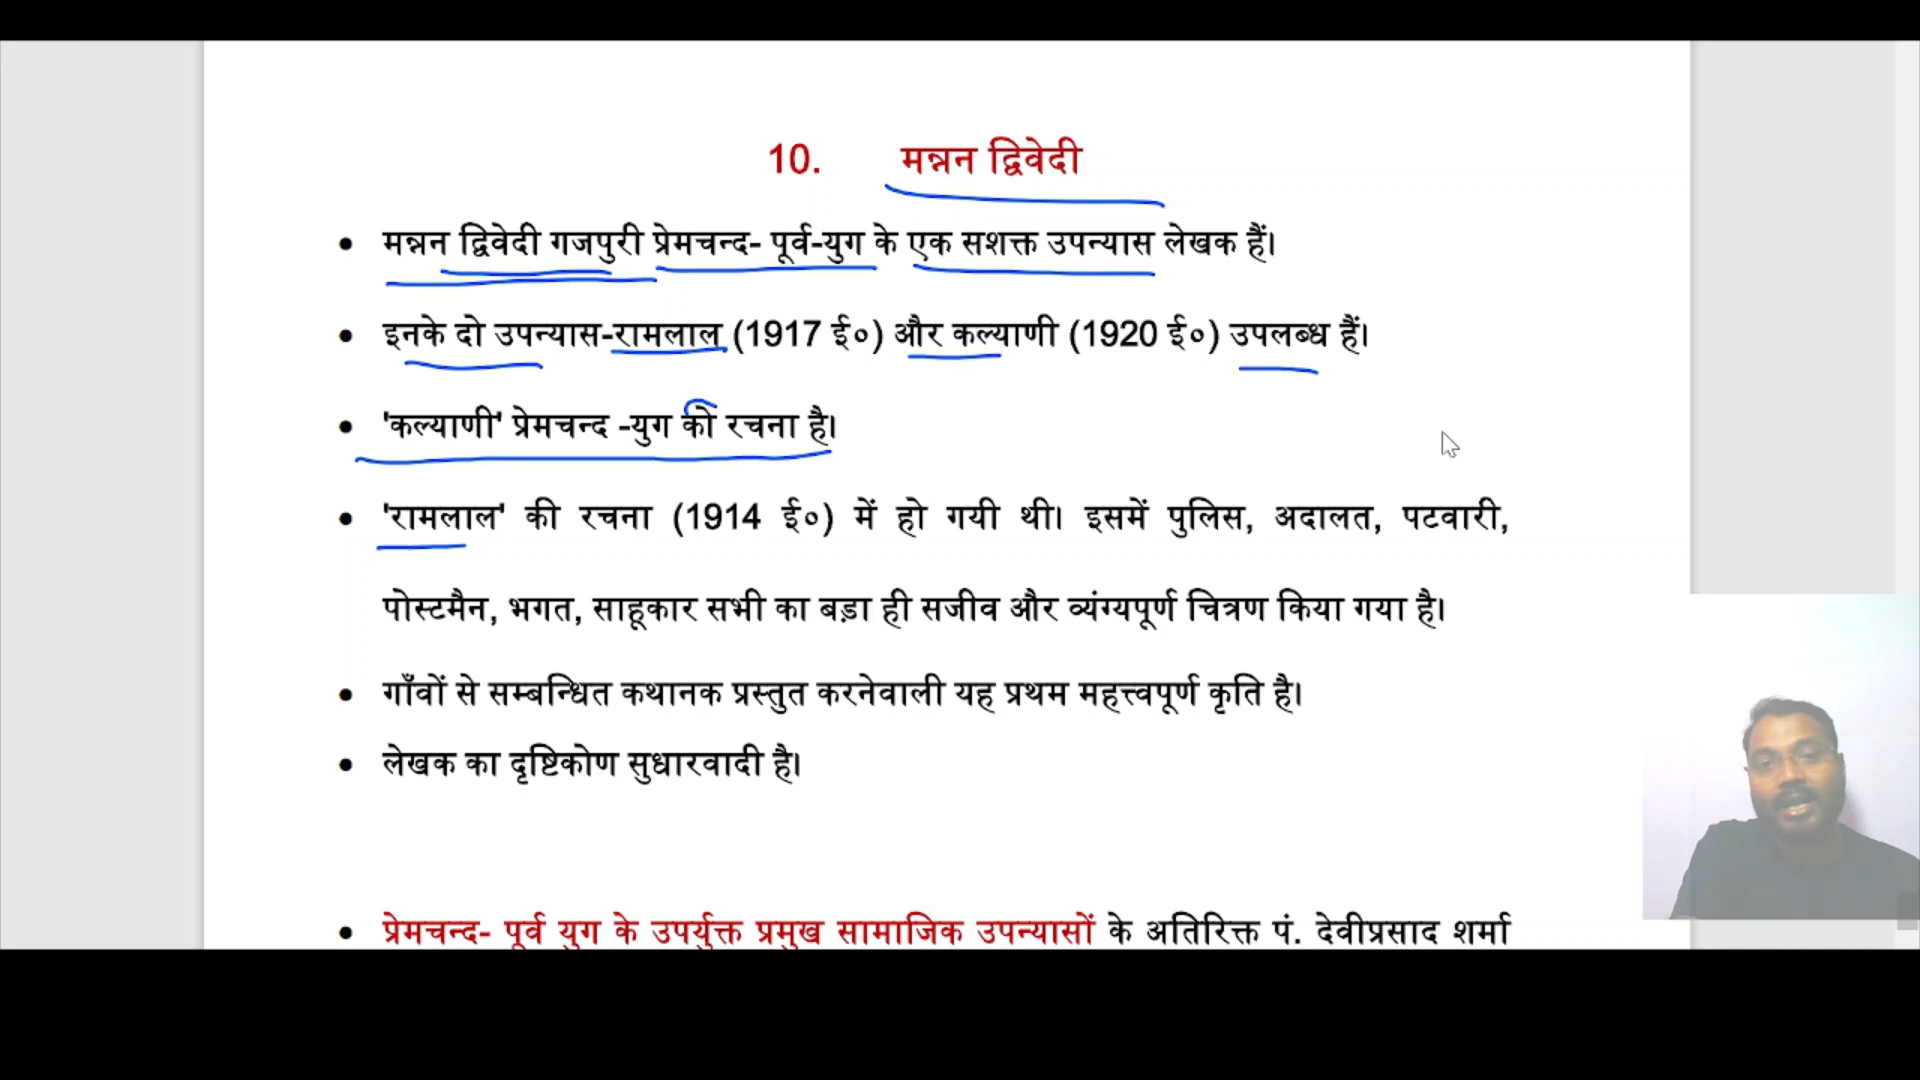 10. मन्नन द्विवेदी
• मन्नन द्विवेदी गजपुरी प्रेमचन्द- पूर्व-युग के एक सशक्त उपन्यास लेखक हैं।
• इनके दो उपन्यास-रामलाल (1917 ई०) और कल्याणी (1920 ई०) उपलब्ध हैं।
• 'कल्याणी' प्रेमचन्द -युग की रचना है।
• 'रामलाल' की रचना (1914 ई०) में हो गयी थी। इसमें पुलिस, अदालत, पटवारी,
पोस्टमैन, भगत, साहूकार सभी का बड़ा ही सजीव और व्यंग्यपूर्ण चित्रण किया गया है।
• गाँवों से सम्बन्धित कथानक प्रस्तुत करनेवाली यह प्रथम महत्त्वपूर्ण कृति है।
• लेखक का दृष्टिकोण सुधारवादी है।
• प्रेमचन्द- पूर्व युग के उपर्युक्त प्रमुख सामाजिक उपन्यासों के अतिरिक्त पं. देवीप्रसाद शर्मा